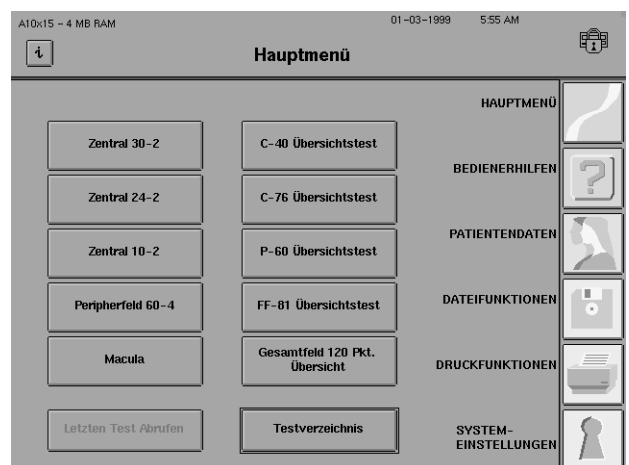 A10x15 – 4 MB RAM
01-03-1999 5:55 AM
i
Hauptmenü
HAUPTMENÜ
Zentral 30-2
C-40 Übersichtstest
BEDIENERHILFEN
?
Zentral 24-2
C-76 Übersichtstest
PATIENTENDATEN
Zentral 10-2
P-60 Übersichtstest
DATEIFUNKTIONEN
Peripherfeld 60-4
FF-81 Übersichtstest
Macula
Gesamtfeld 120 Pkt.
Übersicht
DRUCKFUNKTIONEN
Letzten Test Abrufen
Testverzeichnis
SYSTEM-
EINSTELLUNGEN